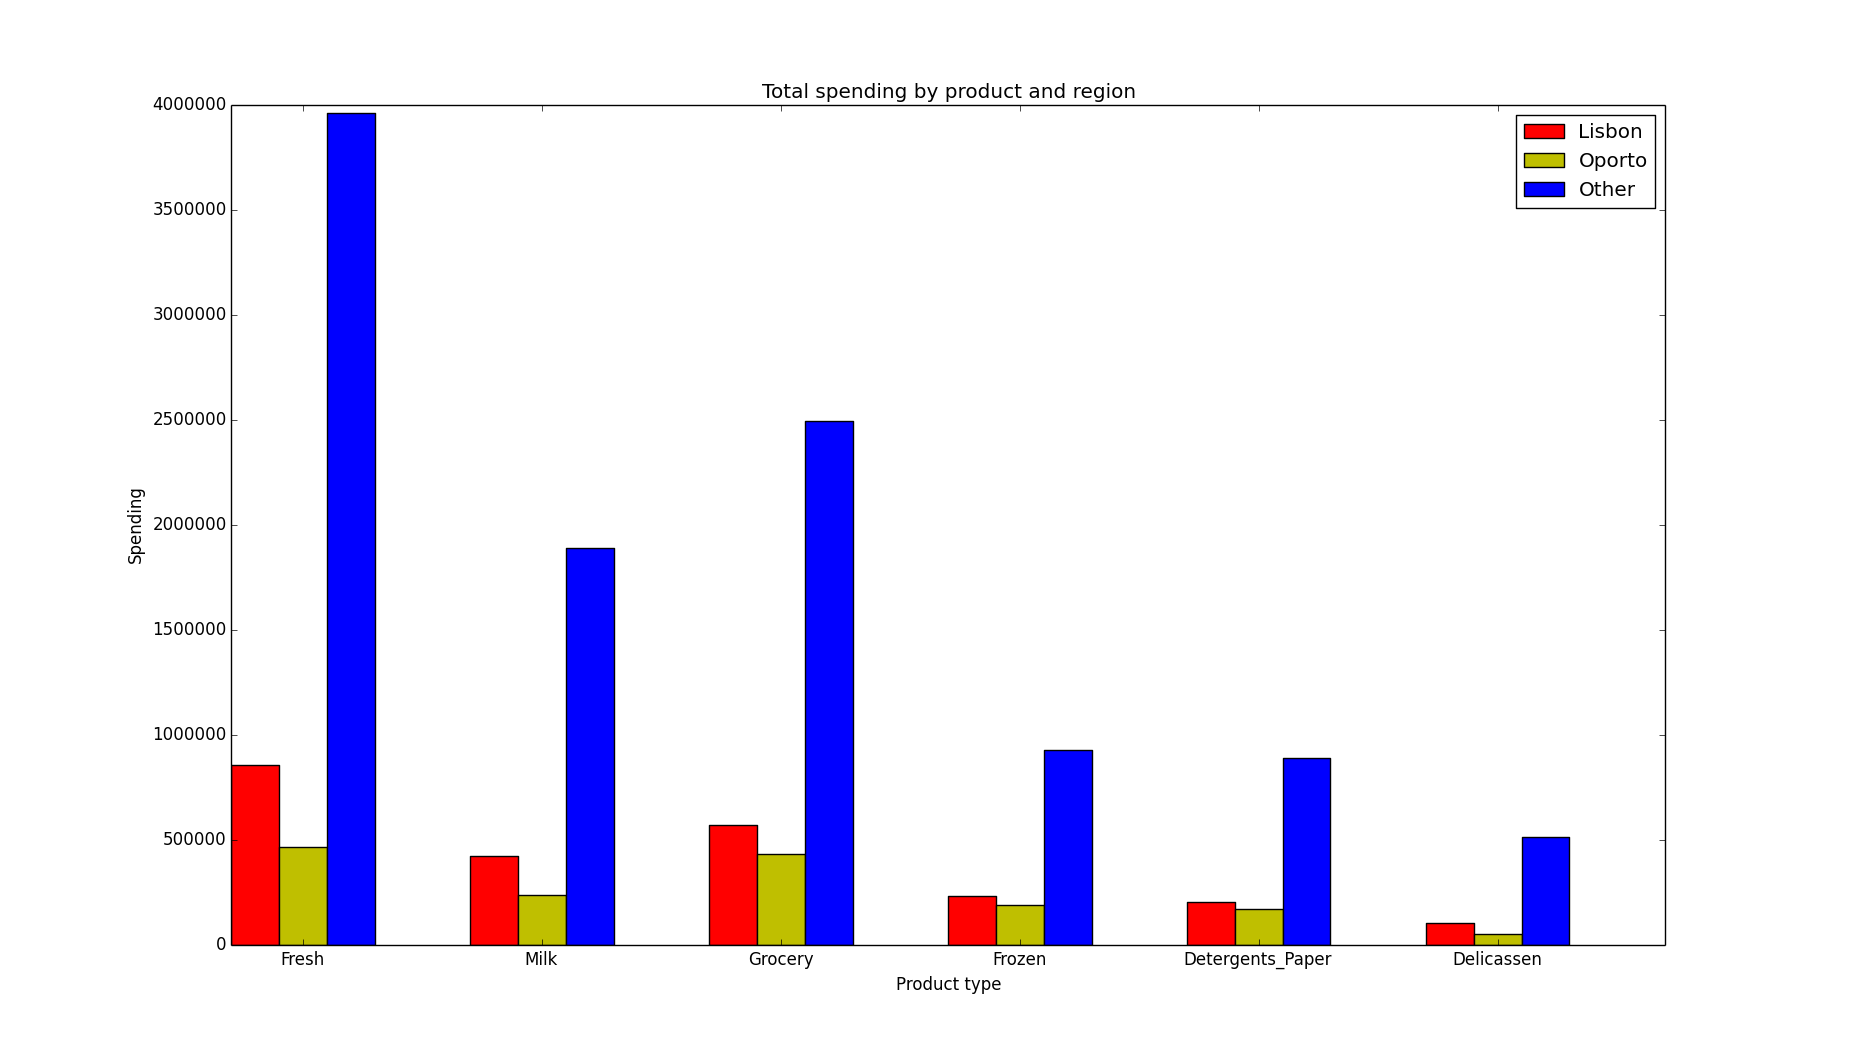 Total spending by product and region
4000000
3500000
3000000
2500000
2000000
1500000
1000000
500000
0
Spending
Lisbon
Oporto
Other
Fresh
Milk
Grocery
Frozen
Detergents_Paper
Delicassen
Product type